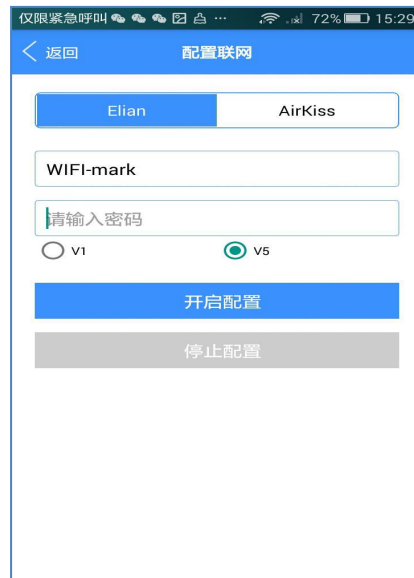 仅限紧急呼叫 ... 72% 15:29
返回 配置联网
Elian AirKiss
WIFI-mark
请输入密码
V1 V5
开启配置
停止配置